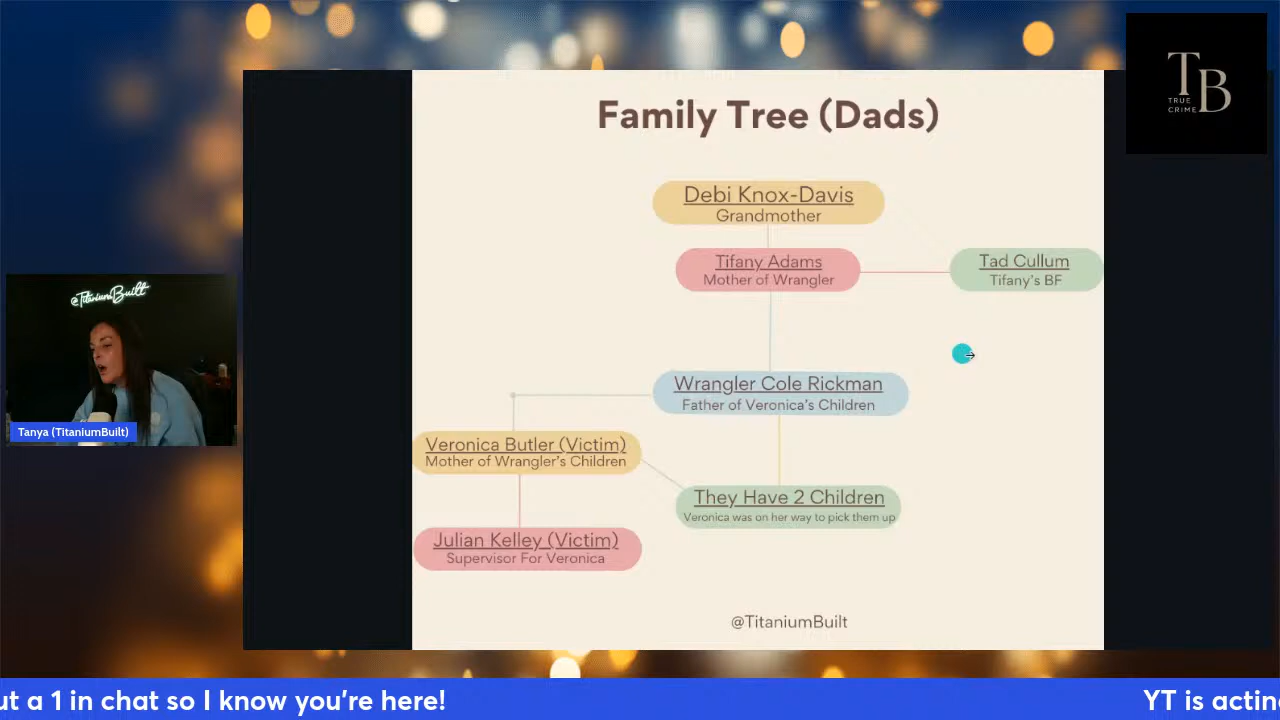 TB
TRUE
CRIME
Family Tree (Dads)
Debi Knox-Davis
Grandmother
Tifany Adams
Mother of Wrangler
Tad Cullum
Tifany's BF
Wrangler Cole Rickman
Father of Veronica's Children
Veronica Butler (Victim)
Mother of Wrangler's Children
They Have 2 Children
Veronica was on her way to pick them up
Julian Kelley (Victim)
Supervisor For Veronica
@TitaniumBuilt
@TitaniumBuilt
Tanya (TitaniumBuilt)
ut a 1 in chat so I know you're here!
YT is acting